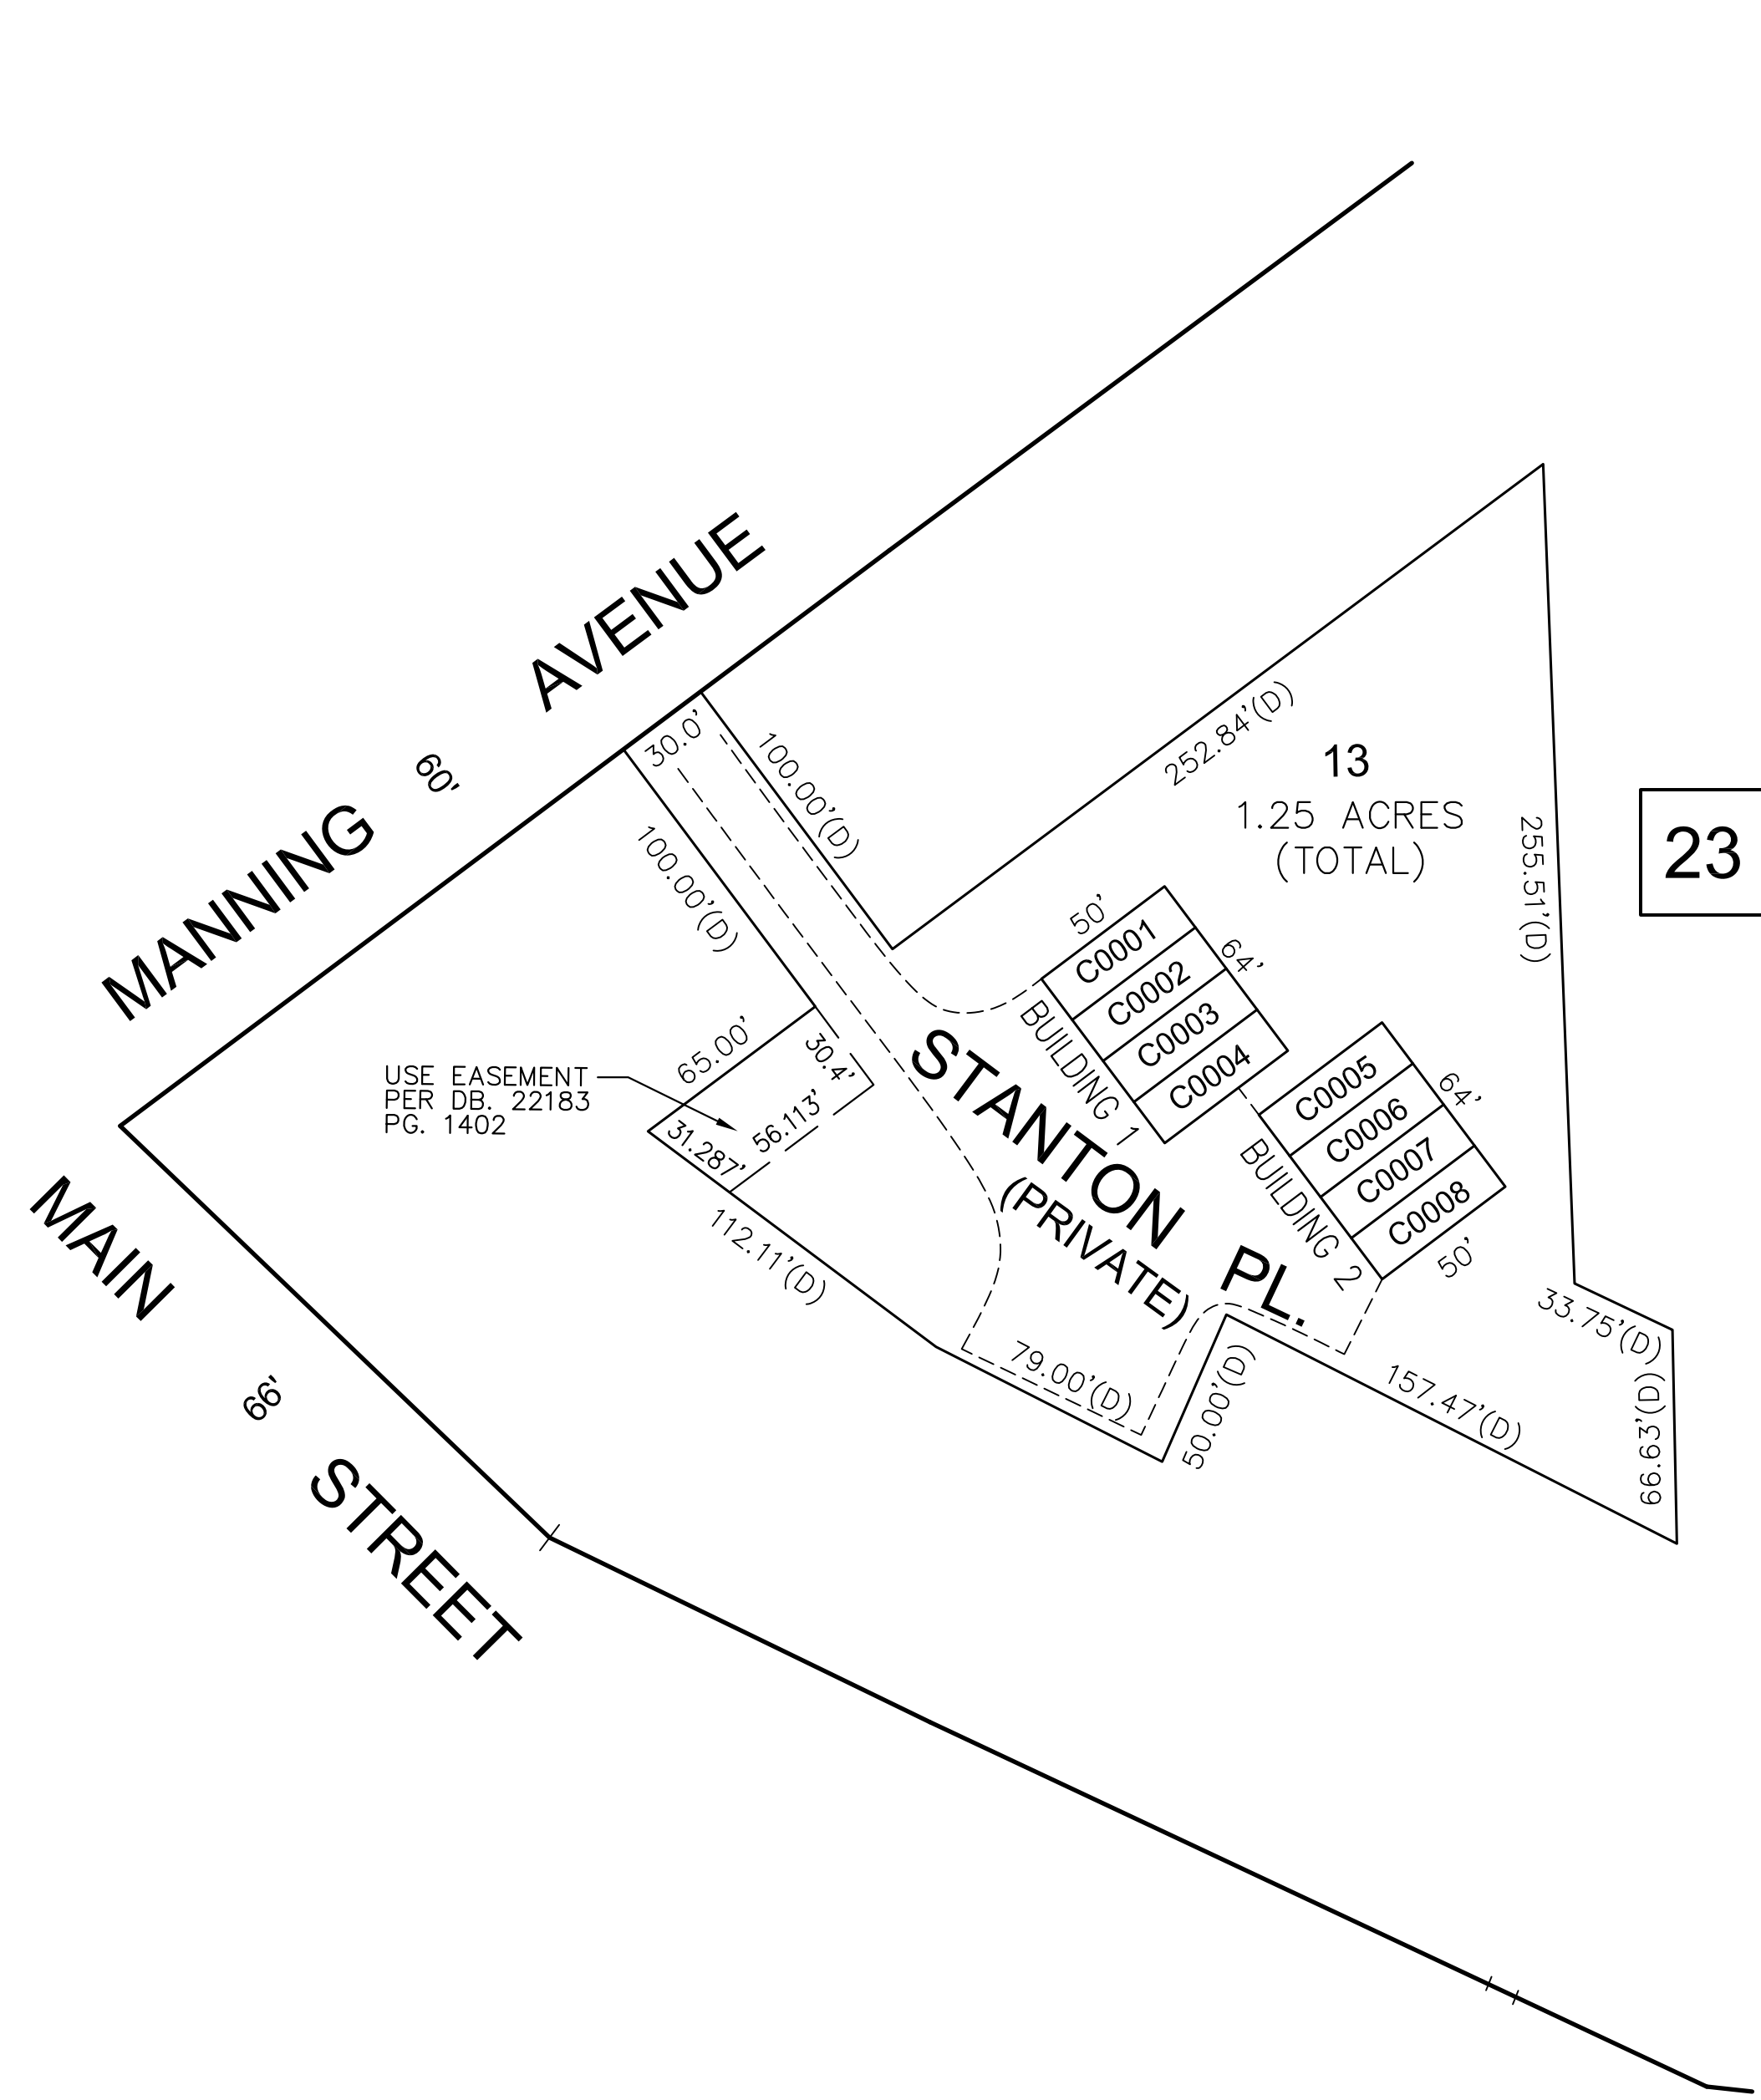 MANNING AVENUE
60'
30.0'
100.00'(D)
100.00'(D)
252.84'(D)
13
1.25 ACRES
(TOTAL)
23
255.51'(D)
50'
C0001
C0002
C0003
C0004
64'
BUILDING 1
C0005
C0006
C0007
C0008
64'
50'
BUILDING 2
65.00'
30.4'
USE EASEMENT
PER DB. 22183
PG. 1402
56.113'
31.287'
112.11'(D)
STANTON PL.
(PRIVATE)
79.00'(D)
50.00'(D)
157.47'(D)
33.75'(D)
66.63'(D)
MAIN STREET
66'